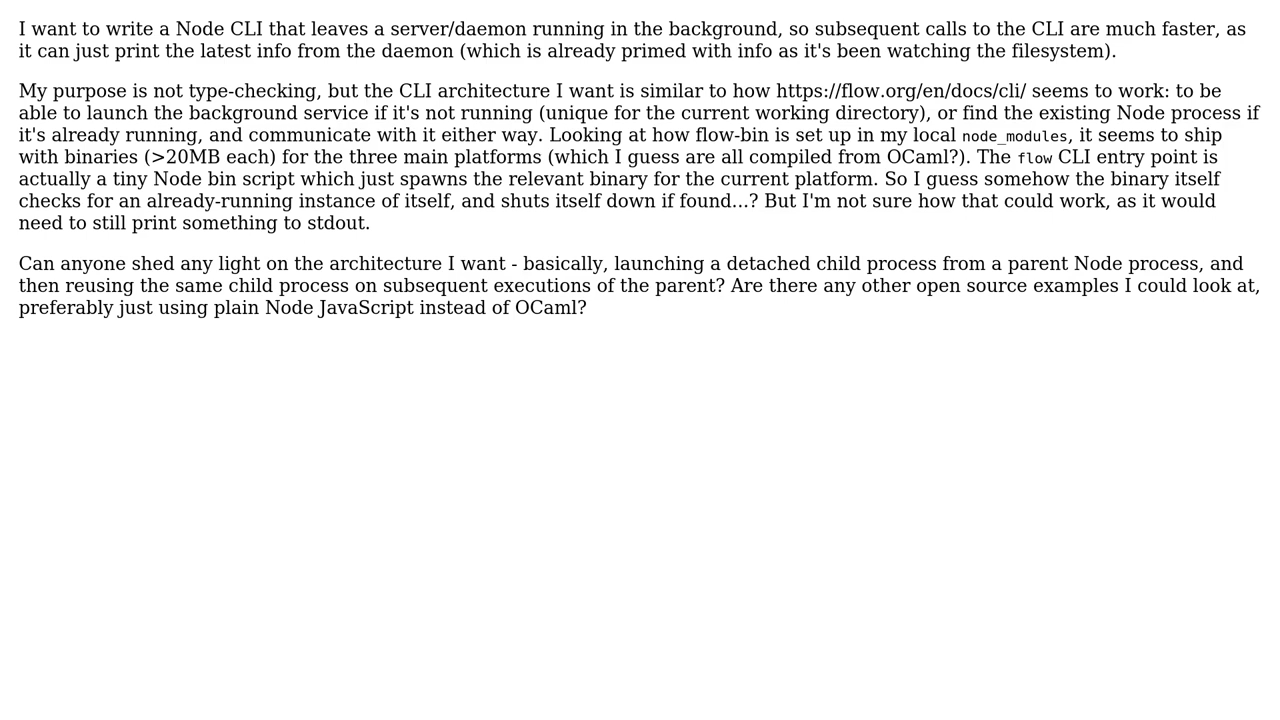 I want to write a Node CLI that leaves a server/daemon running in the background, so subsequent calls to the CLI are much faster, as
it can just print the latest info from the daemon (which is already primed with info as it's been watching the filesystem).
My purpose is not type-checking, but the CLI architecture I want is similar to how https://flow.org/en/docs/cli/ seems to work: to be
able to launch the background service if it's not running (unique for the current working directory), or find the existing Node process if
it's already running, and communicate with it either way. Looking at how flow-bin is set up in my local node_modules, it seems to ship
with binaries (>20MB each) for the three main platforms (which I guess are all compiled from OCaml?). The flow CLI entry point is
actually a tiny Node bin script which just spawns the relevant binary for the current platform. So I guess somehow the binary itself
checks for an already-running instance of itself, and shuts itself down if found...? But I'm not sure how that could work, as it would
need to still print something to stdout.
Can anyone shed any light on the architecture I want - basically, launching a detached child process from a parent Node process, and
then reusing the same child process on subsequent executions of the parent? Are there any other open source examples I could look at,
preferably just using plain Node JavaScript instead of OCaml?